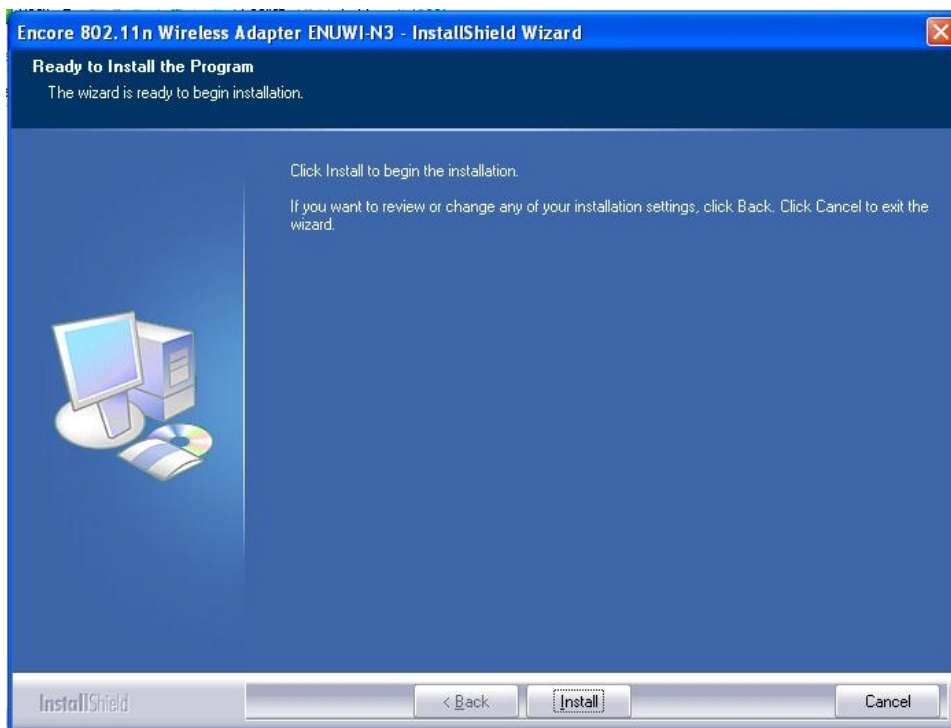 Encore 802.11n Wireless Adapter ENUWI-N3 - InstallShield Wizard
Ready to Install the Program
The wizard is ready to begin installation.
Click Install to begin the installation.
If you want to review or change any of your installation settings, click Back. Click Cancel to exit the
wizard.
InstallShield
< Back
Install
Cancel